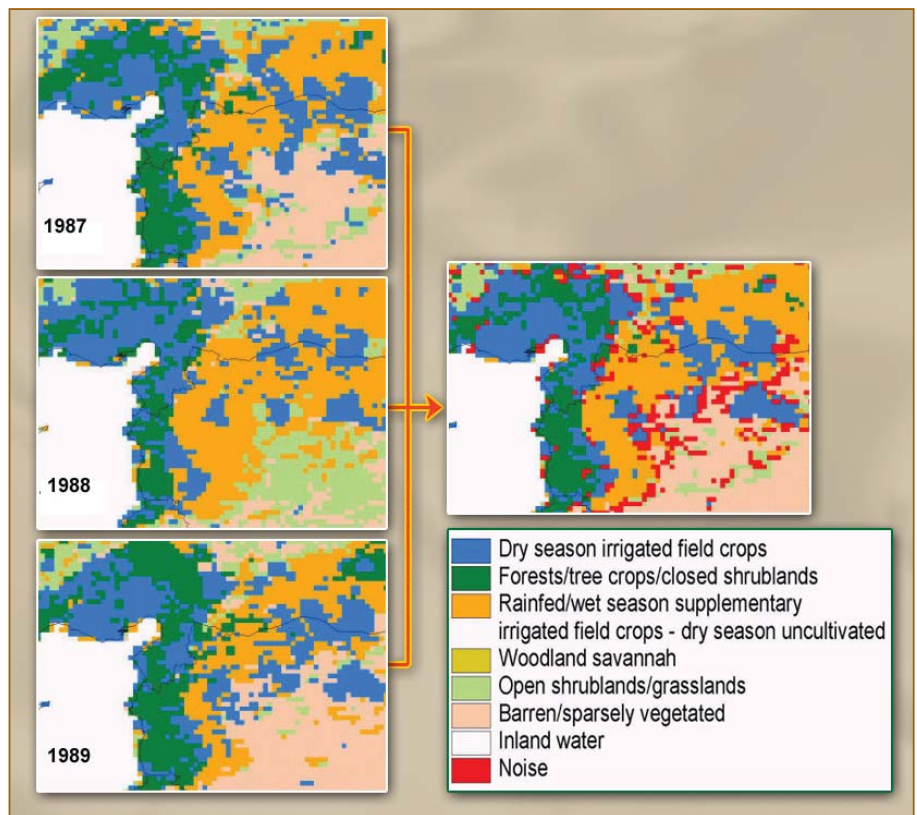 1987
1988
1989
Dry season irrigated field crops
Forests/tree crops/closed shrublands
Rainfed/wet season supplementary
irrigated field crops - dry season uncultivated
Woodland savannah
Open shrublands/grasslands
Barren/sparsely vegetated
Inland water
Noise